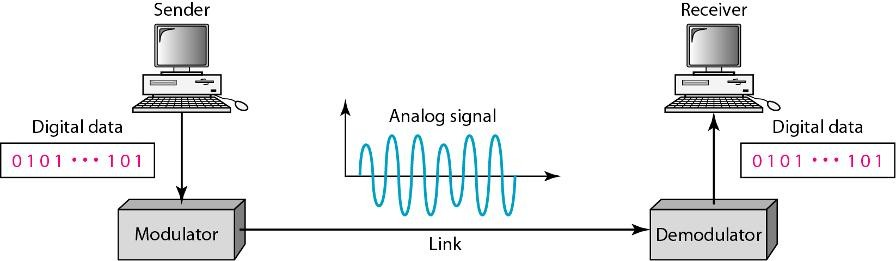 Sender
Receiver
Digital data
0101 ••• 101
Analog signal
Digital data
0101 ••• 101
Modulator
Link
Demodulator